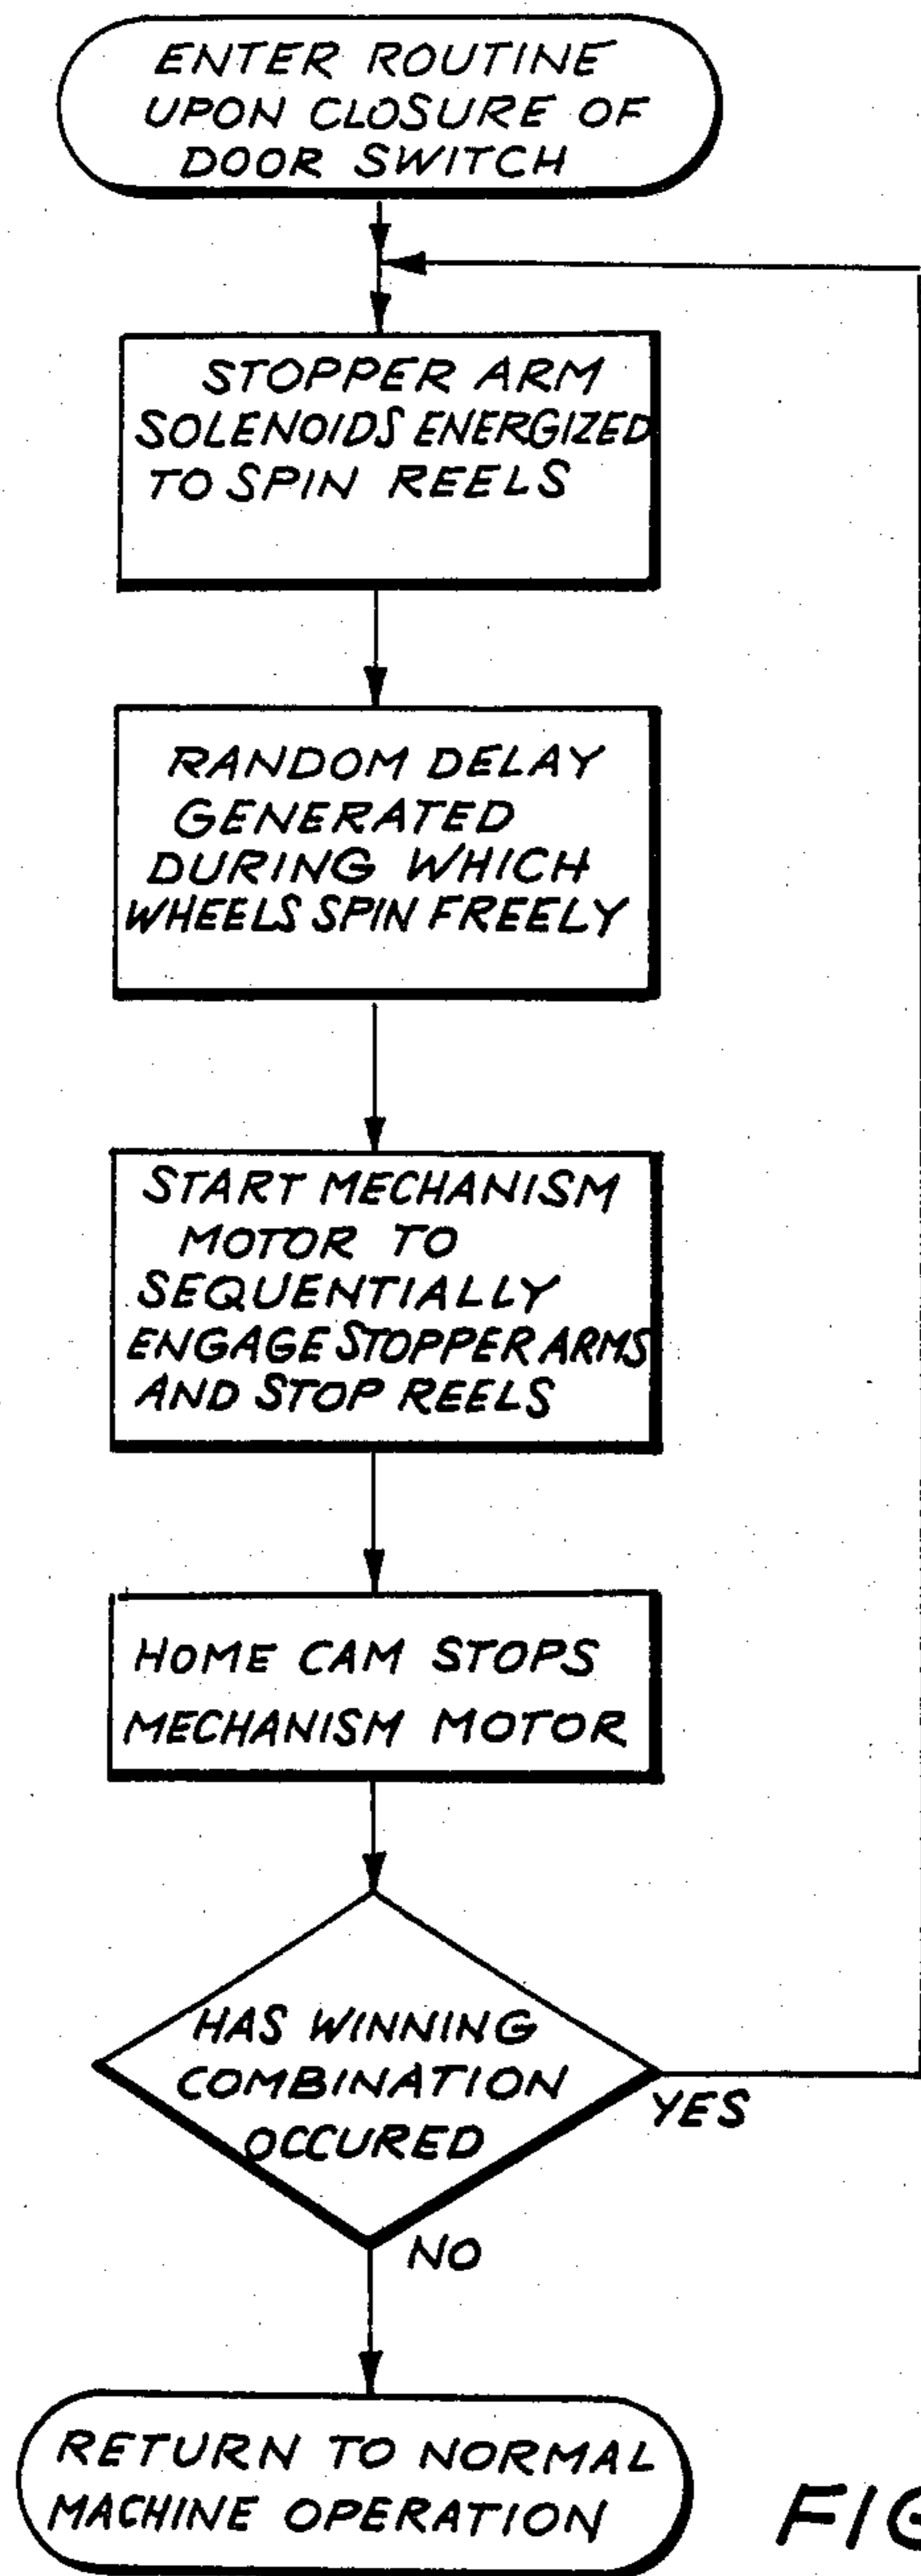 ENTER ROUTINE
UPON CLOSURE OF
DOOR SWITCH
STOPPER ARM
SOLENOIDS ENERGIZED
TO SPIN REELS
RANDOM DELAY
GENERATED
DURING WHICH
WHEELS SPIN FREELY
START MECHANISM
MOTOR TO
SEQUENTIALLY
ENGAGE STOPPER ARMS
AND STOP REELS
HOME CAM STOPS
MECHANISM MOTOR
HAS WINNING
COMBINATION
OCCURED
YES
NO
RETURN TO NORMAL
MACHINE OPERATION
FIG